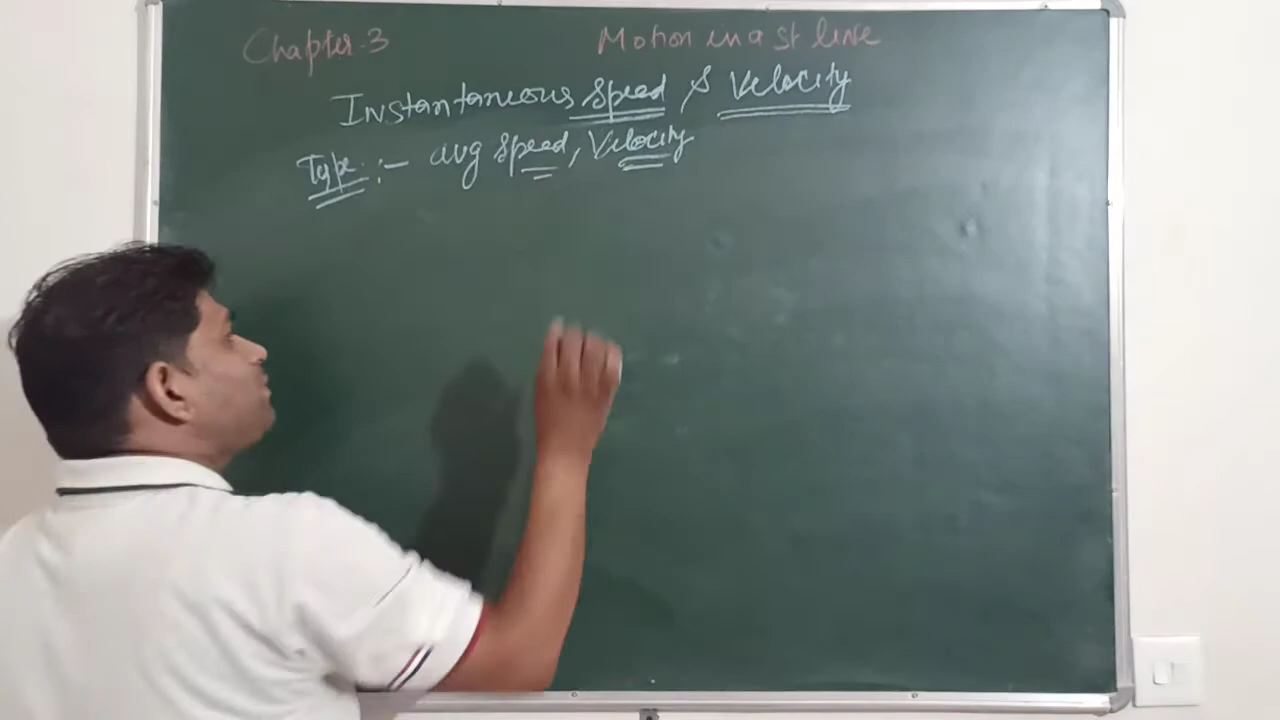 Chapter-3 Motion in a st line
Instantaneous Speed & Velocity
Type :- avg Speed, Velocity